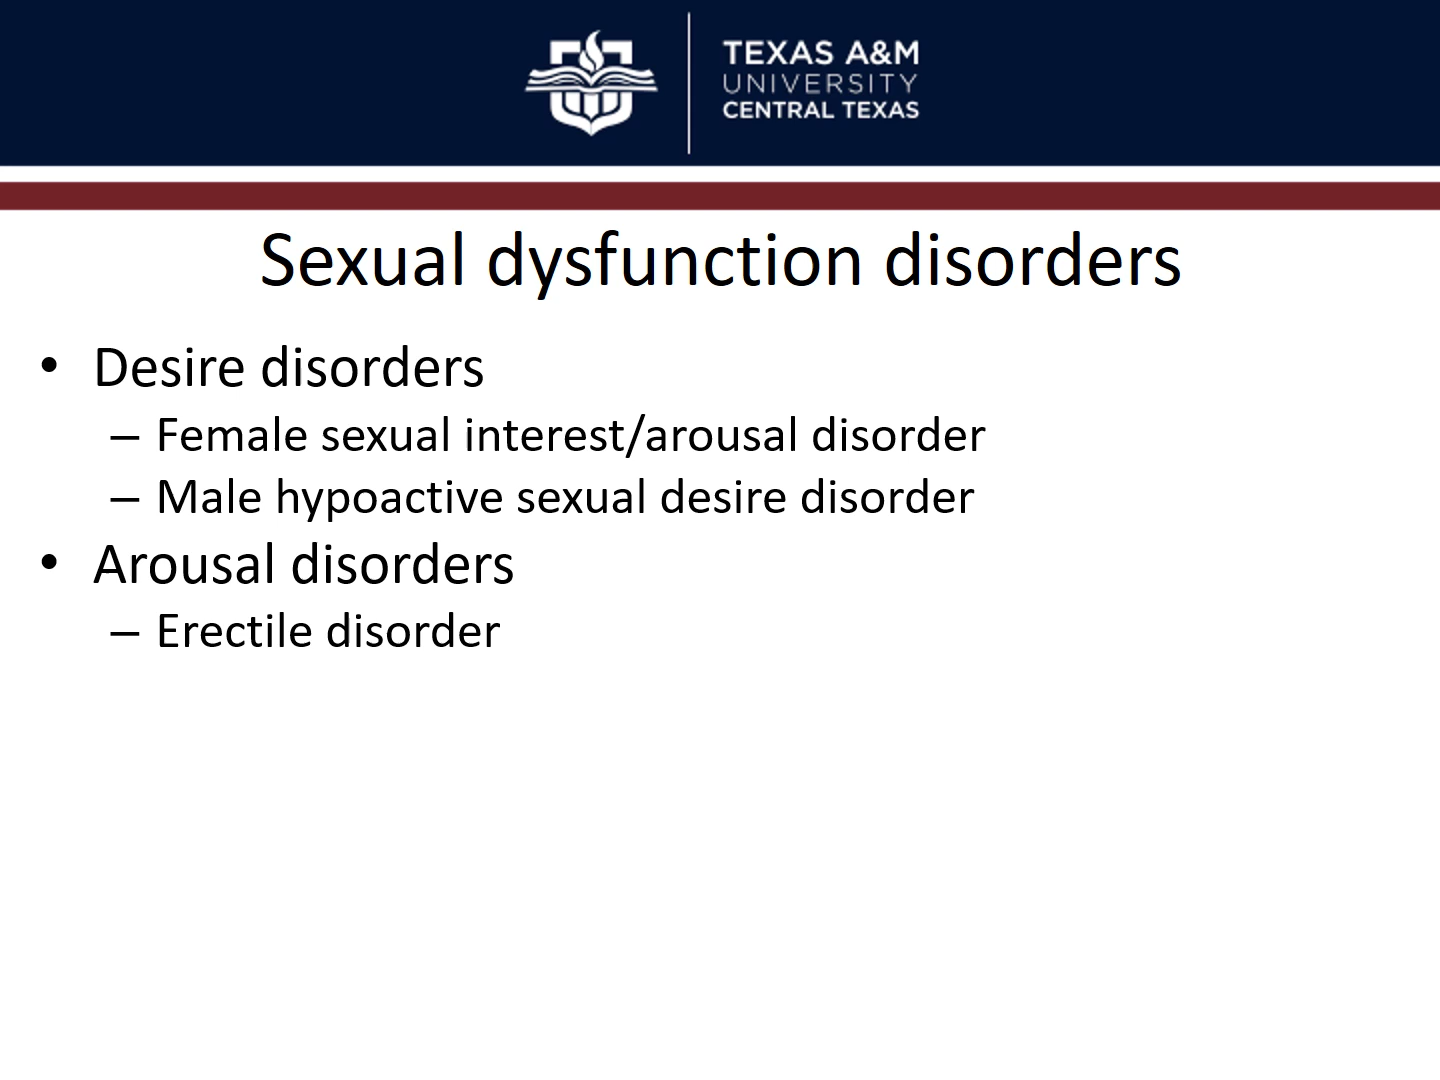 TEXAS A&M
UNIVERSITY
CENTRAL TEXAS
Sexual dysfunction disorders
• Desire disorders
– Female sexual interest/arousal disorder
– Male hypoactive sexual desire disorder
• Arousal disorders
– Erectile disorder